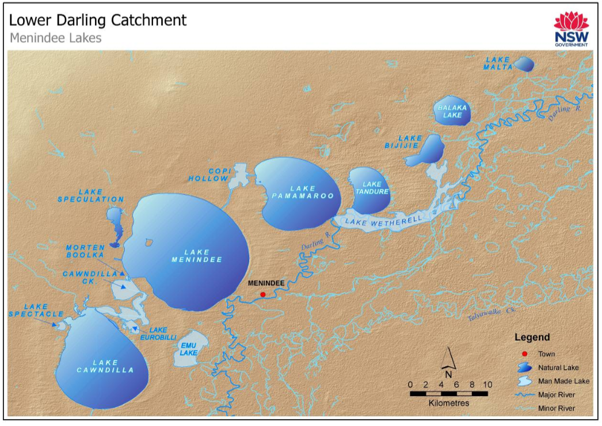 Lower Darling Catchment
Menindee Lakes
NSW
GOVERNMENT
LAKE
MALTA
BALAKA
LAKE
Darling R.
LAKE
BIJIJIE
COPI
HOLLOW
LAKE
PAMAMAROO
LAKE
TANDURE
LAKE
SPECULATION
LAKE WETHERELL
Darling R.
MORTEN
BOOLKA
LAKE
MENINDEE
CAWNDILLA
CK
MENINDEE
LAKE
SPECTACLE
LAKE
EUROBILLI
EMU
LAKE
LAKE
CAWNDILLA
Talyawalka CK
N
0 2 4 6 8 10
Kilometres
Legend
Town
Natural Lake
Man Made Lake
Major River
Minor River